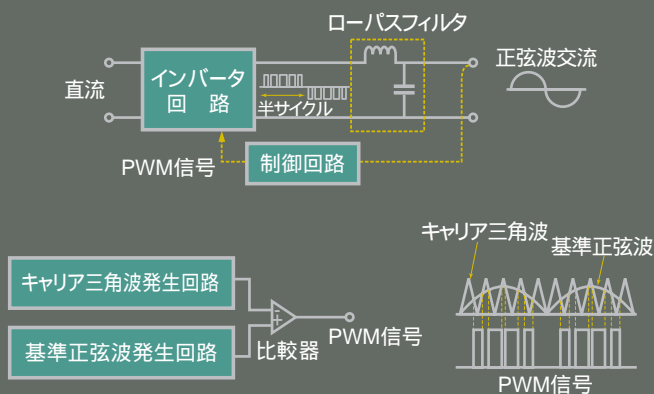 ローパスフィルタ
直流
インバータ
回 路
半サイクル
正弦波交流
PWM信号
制御回路
キャリア三角波発生回路
基準正弦波発生回路
- +
比較器
PWM信号
キャリア三角波
基準正弦波
PWM信号